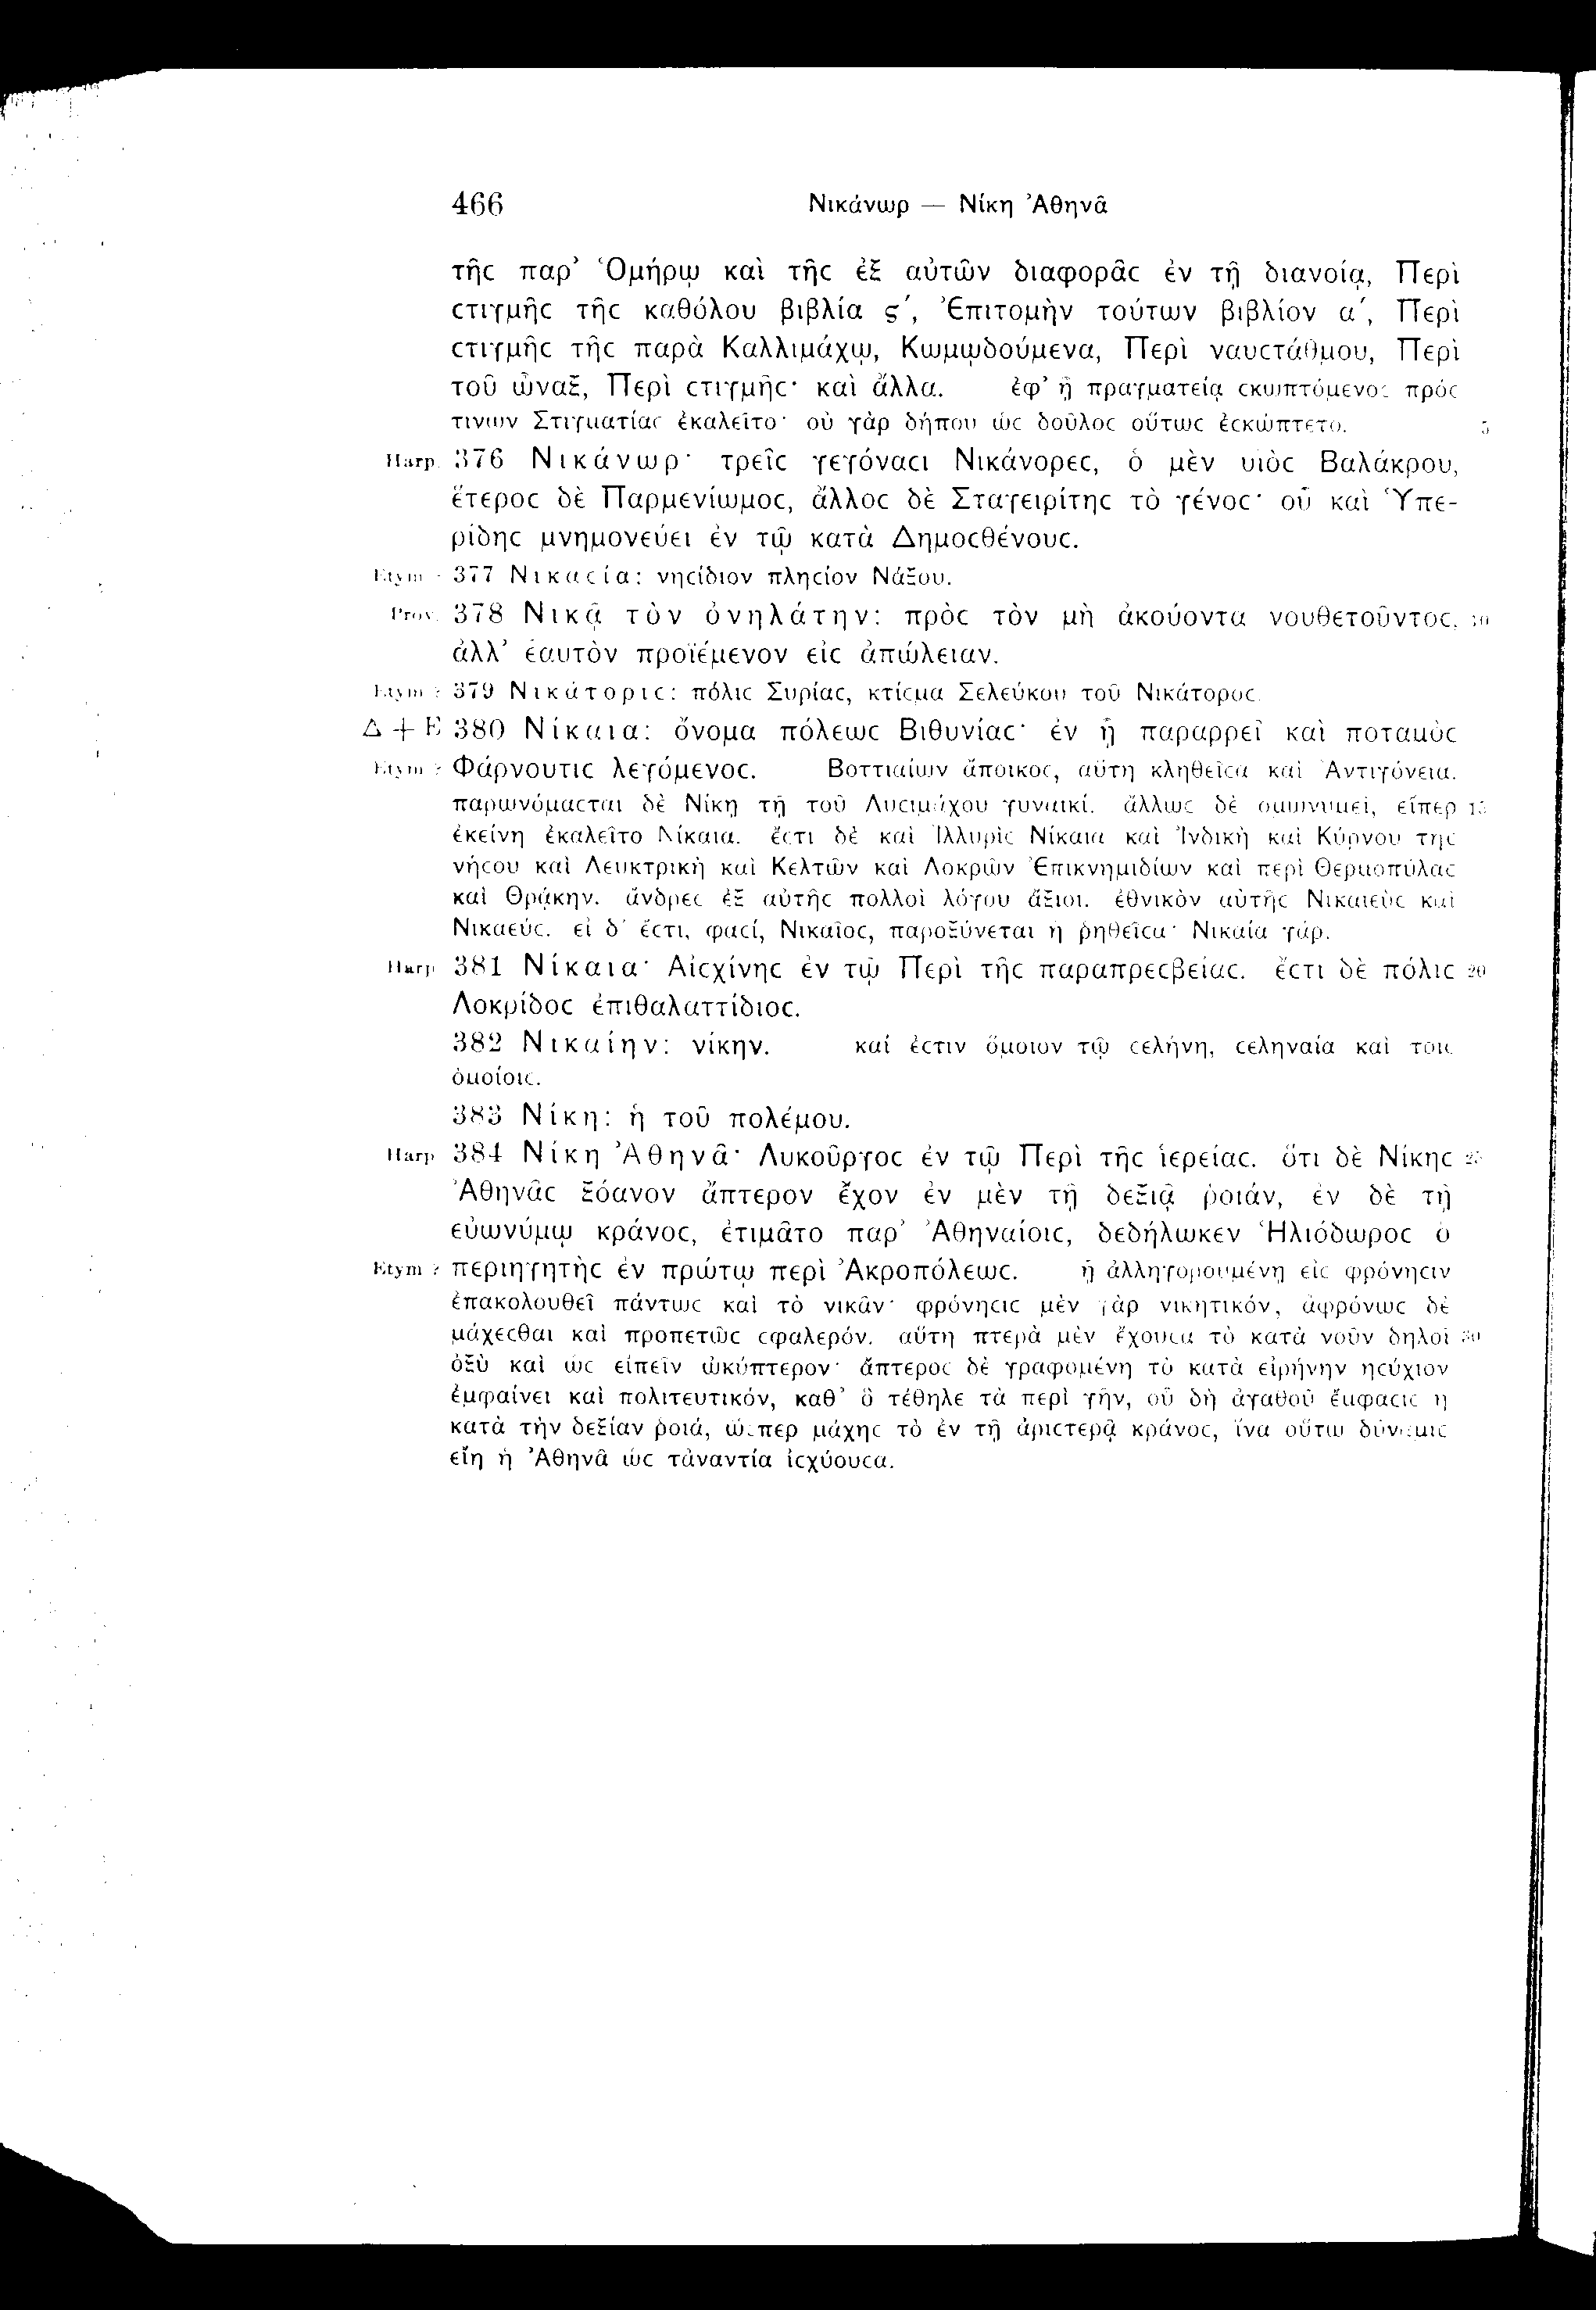 466 Νικάνωρ — Νίκη Ἀθηνᾶ
τῆϲ παρ’ Ὁμήρῳ καὶ τῆϲ ἐξ αὐτῶν διαφορᾶϲ ἐν τῇ διανοίᾳ, Περὶ
ϲτιγμῆϲ τῆϲ καθόλου βιβλία ϛ´, Ἐπιτομὴν τούτων βιβλίον α´, Περὶ
ϲτιγμῆϲ τῆϲ παρὰ Καλλιμάχῳ, Κωμῳδούμενα, Περὶ ναυϲτάθμου, Περὶ
τοῦ ὦναξ, Περὶ ϲτιγμῆϲ· καὶ ἄλλα. ἐφ’ ᾗ πραγματείᾳ ϲκωπτόμενοϲ πρόϲ
τινων Στιγματίαϲ ἐκαλεῖτο· οὐ γὰρ δήπου ὡϲ δοῦλοϲ οὕτωϲ ἐϲκώπτετο. 5
Harp. 376 Νικάνωρ· τρεῖϲ γεγόναϲι Νικάνορεϲ, ὁ μὲν υἱὸϲ Βαλάκρου,
ἕτεροϲ δὲ Παρμενίωμοϲ, ἄλλοϲ δὲ Σταγειρίτηϲ τὸ γένοϲ· οὗ καὶ Ὑπε-
ρίδηϲ μνημονεύει ἐν τῷ κατὰ Δημοϲθένουϲ.
Etym ? 377 Νικαϲία: νηϲίδιον πληϲίον Νάξου.
Prov. 378 Νικᾷ τὸν ὀνηλάτην: πρὸϲ τὸν μὴ ἀκούοντα νουθετοῦντοϲ, 10
ἀλλ’ ἑαυτὸν προϊέμενον εἰϲ ἀπώλειαν.
Etym ? 379 Νικάτοριϲ: πόλιϲ Συρίαϲ, κτίϲμα Σελεύκου τοῦ Νικάτοροϲ.
Δ + E 380 Νίκαια: ὄνομα πόλεωϲ Βιθυνίαϲ· ἐν ᾗ παραρρεῖ καὶ ποταμὸϲ
Etym ? Φάρνουτιϲ λεγόμενοϲ. Βοττιαίων ἄποικοϲ, αὕτη κληθεῖϲα καὶ Ἀντιγόνεια.
παρωνόμαϲται δὲ Νίκῃ τῇ τοῦ Λυϲιμάχου γυναικί. ἄλλωϲ δὲ ὁμωνυμεῖ, εἴπερ 15
ἐκείνη ἐκαλεῖτο Νίκαια. ἔϲτι δὲ καὶ Ἰλλυρὶϲ Νίκαια καὶ Ἰνδικὴ καὶ Κύρνου τῆϲ
νήϲου καὶ Λευκτρικὴ καὶ Κελτῶν καὶ Λοκρῶν Ἐπικνημιδίων καὶ περὶ Θερμοπύλαϲ
καὶ Θρᾴκην. ἄνδρεϲ ἐξ αὐτῆϲ πολλοὶ λόγου ἄξιοι. ἐθνικὸν αὐτῆϲ Νικαιεὺϲ καὶ
Νικαεύϲ. εἰ δ’ ἔϲτι, φαϲί, Νικαῖοϲ, παροξύνεται ἡ ῥηθεῖϲα· Νικαία γάρ.
Harp 381 Νίκαια· Αἰϲχίνηϲ ἐν τῷ Περὶ τῆϲ παραπρεϲβείαϲ. ἔϲτι δὲ πόλιϲ 20
Λοκρίδοϲ ἐπιθαλαττίδιοϲ.
382 Νικαίην: νίκην. καί ἐϲτιν ὅμοιον τῷ ϲελήνη, ϲεληναία καὶ τοῖϲ
ὁμοίοιϲ.
383 Νίκη: ἡ τοῦ πολέμου.
Harp 384 Νίκη Ἀθηνᾶ· Λυκοῦργοϲ ἐν τῷ Περὶ τῆϲ ἱερείαϲ. ὅτι δὲ Νίκηϲ 25
Ἀθηνᾶϲ ξόανον ἄπτερον ἔχον ἐν μὲν τῇ δεξιᾷ ῥοιάν, ἐν δὲ τῇ
εὐωνύμῳ κράνοϲ, ἐτιμᾶτο παρ’ Ἀθηναίοιϲ, δεδήλωκεν Ἡλιόδωροϲ ὁ
Etym ? περιηγητὴϲ ἐν πρώτῳ περὶ Ἀκροπόλεωϲ. ᾗ ἀλληγορουμένῃ εἰϲ φρόνηϲιν
ἐπακολουθεῖ πάντωϲ καὶ τὸ νικᾶν· φρόνηϲιϲ μὲν γὰρ νικητικόν, ἀφρόνωϲ δὲ
μάχεϲθαι καὶ προπετῶϲ ϲφαλερόν. αὕτη πτερὰ μὲν ἔχουϲα τὸ κατὰ νοῦν δηλοῖ 30
ὀξὺ καὶ ὡϲ εἰπεῖν ὠκύπτερον· ἄπτεροϲ δὲ γραφομένη τὸ κατὰ εἰρήνην ἡϲύχιον
ἐμφαίνει καὶ πολιτευτικόν, καθ’ ὃ τέθηλε τὰ περὶ γῆν, οὗ δὴ ἀγαθοῦ ἔμφαϲιϲ ἡ
κατὰ τὴν δεξίαν ῥοιά, ὥϲπερ μάχηϲ τὸ ἐν τῇ ἀριϲτερᾷ κράνοϲ, ἵνα οὕτω δύναμιϲ
εἴη ἡ Ἀθηνᾶ ὡϲ τἀναντία ἰϲχύουϲα.